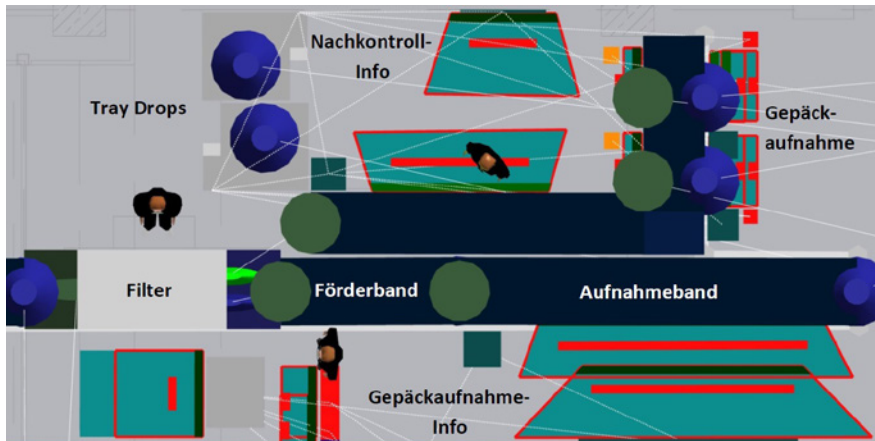 Nachkontroll-
Info
Tray Drops
Gepäck-
aufnahme
Filter
Förderband
Aufnahmeband
Gepäckaufnahme-
Info